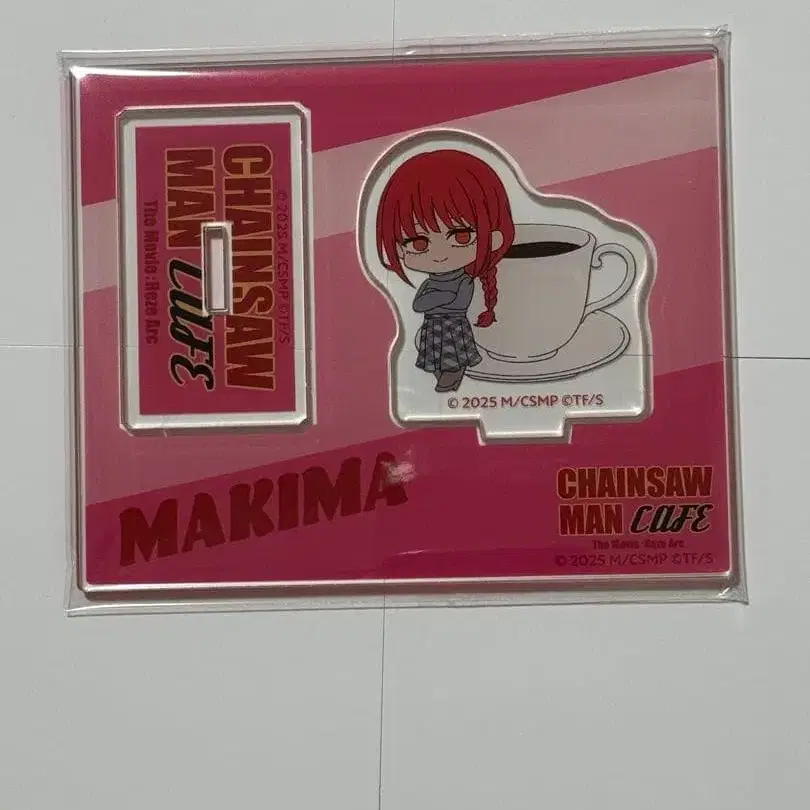 CHAINSAW
MAN CAFE
The Movie: Reze Arc
© 2025 M/CSMP ©TF/S
© 2025 M/CSMP ©TF/S
MAKIMA
CHAINSAW
MAN CAFE
The Movie: Reze Arc
© 2025 M/CSMP ©TF/S